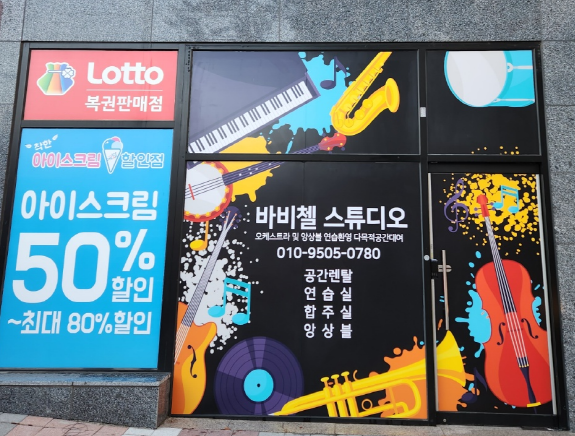 Lotto
복권판매점
착한
아이스크림 할인점
아이스크림
50%
할인
~최대 80%할인
바비첼 스튜디오
오케스트라 및 앙상블 연습환영 다목적공간대여
010-9505-0780
공간렌탈
연습실
합주실
앙상블